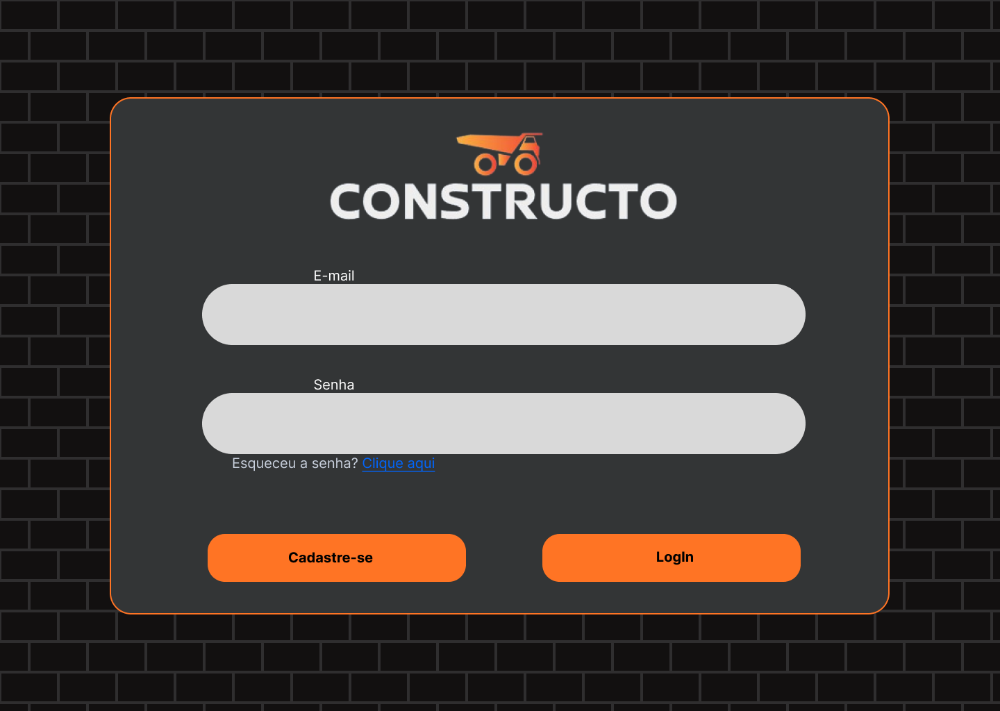 CONSTRUCTO
E-mail
Senha
Esqueceu a senha? Clique aqui
Cadastre-se
LogIn